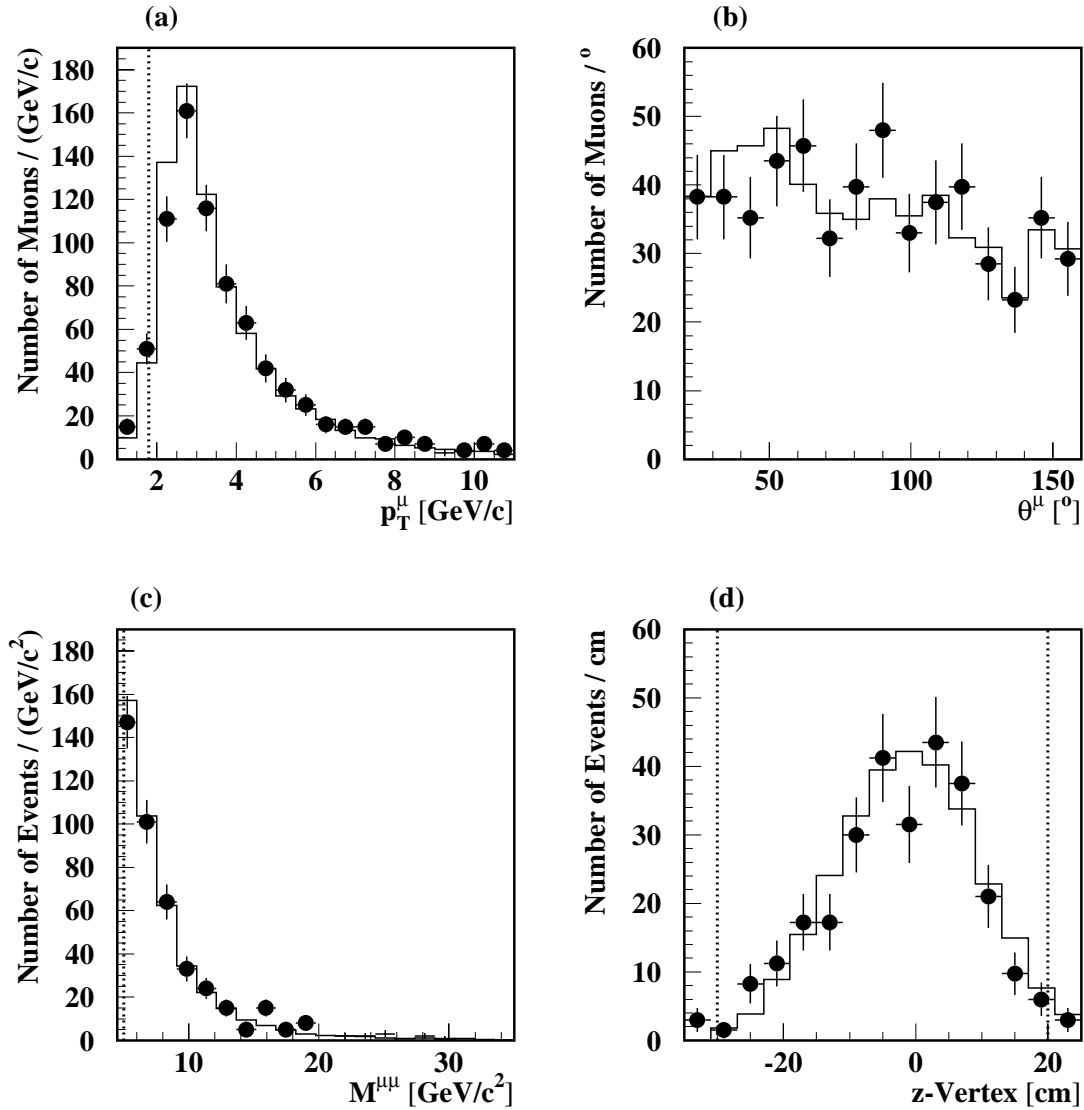 (a)
Number of Muons / (GeV/c)
180
160
140
120
100
80
60
40
20
0
2 4 6 8 10
p_T^μ [GeV/c]
(b)
Number of Muons / °
60
50
40
30
20
10
0
50 100 150
θ^μ [°]
(c)
Number of Events / (GeV/c²)
180
160
140
120
100
80
60
40
20
0
10 20 30
M^μμ [GeV/c²]
(d)
Number of Events / cm
60
50
40
30
20
10
0
-20 0 20
z-Vertex [cm]